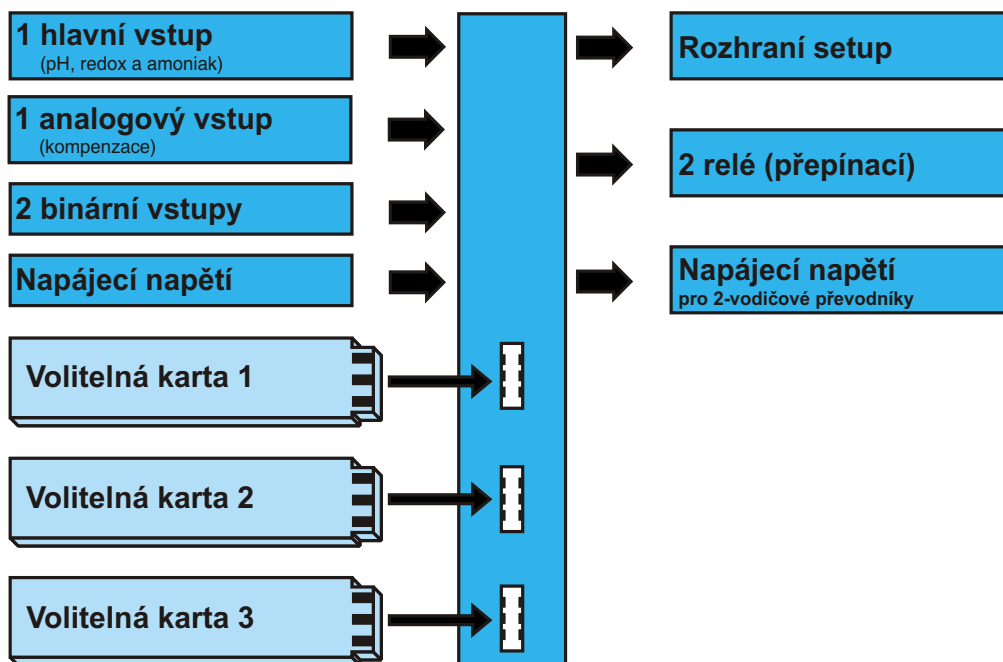 1 hlavní vstup
(pH, redox a amoniak)
1 analogový vstup
(kompenzace)
2 binární vstupy
Napájecí napětí
Volitelná karta 1
Volitelná karta 2
Volitelná karta 3
Rozhraní setup
2 relé (přepínací)
Napájecí napětí
pro 2-vodičové převodníky